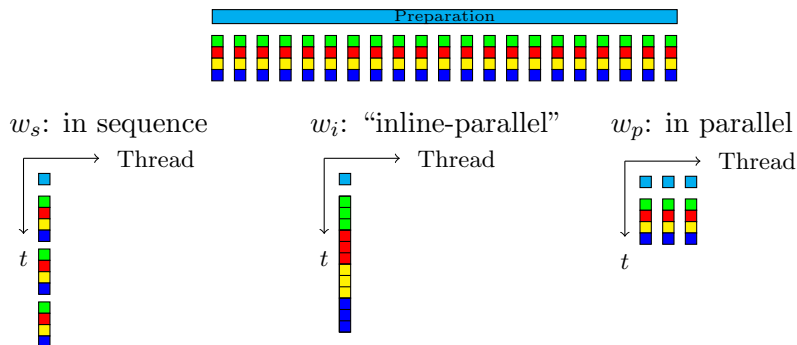 Preparation
w_s: in sequence
w_i: “inline-parallel”
w_p: in parallel
Thread
Thread
Thread
t
t
t